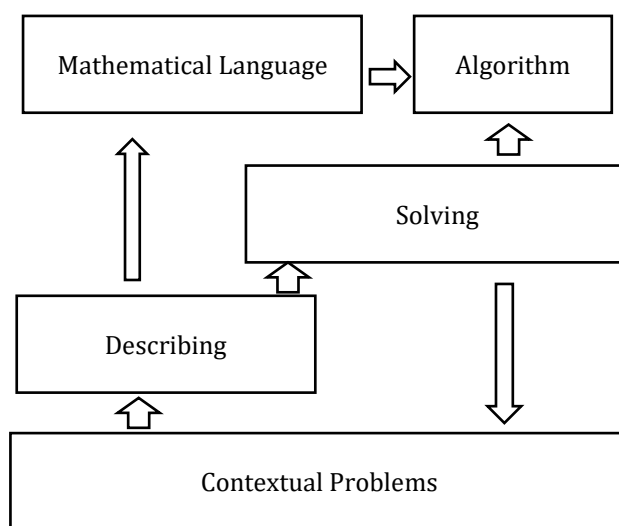 Mathematical Language
Algorithm
Solving
Describing
Contextual Problems